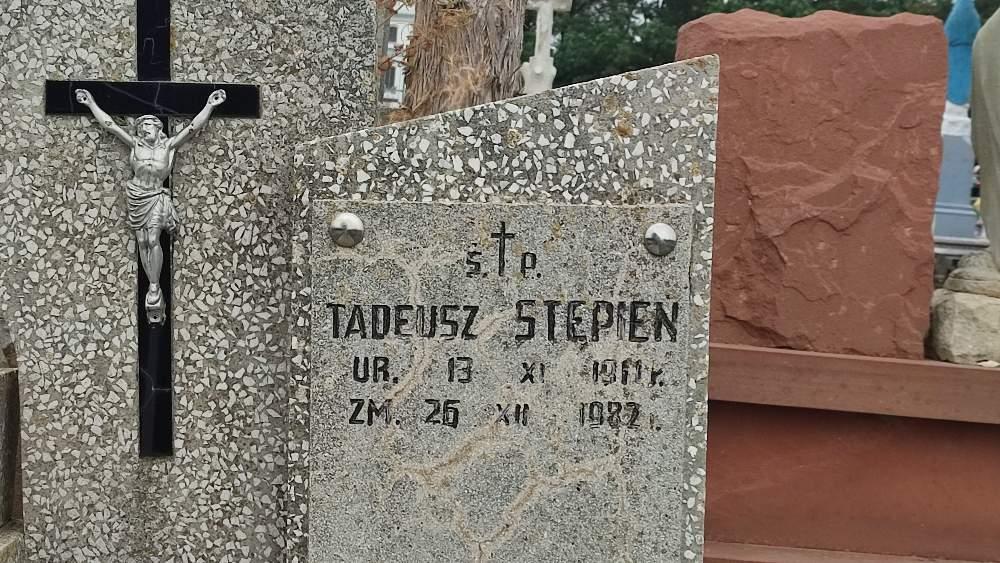 Ś. † P.
TADEUSZ STĘPIEŃ
UR. 13 XI 1911 r.
ZM. 26 XII 1982 r.